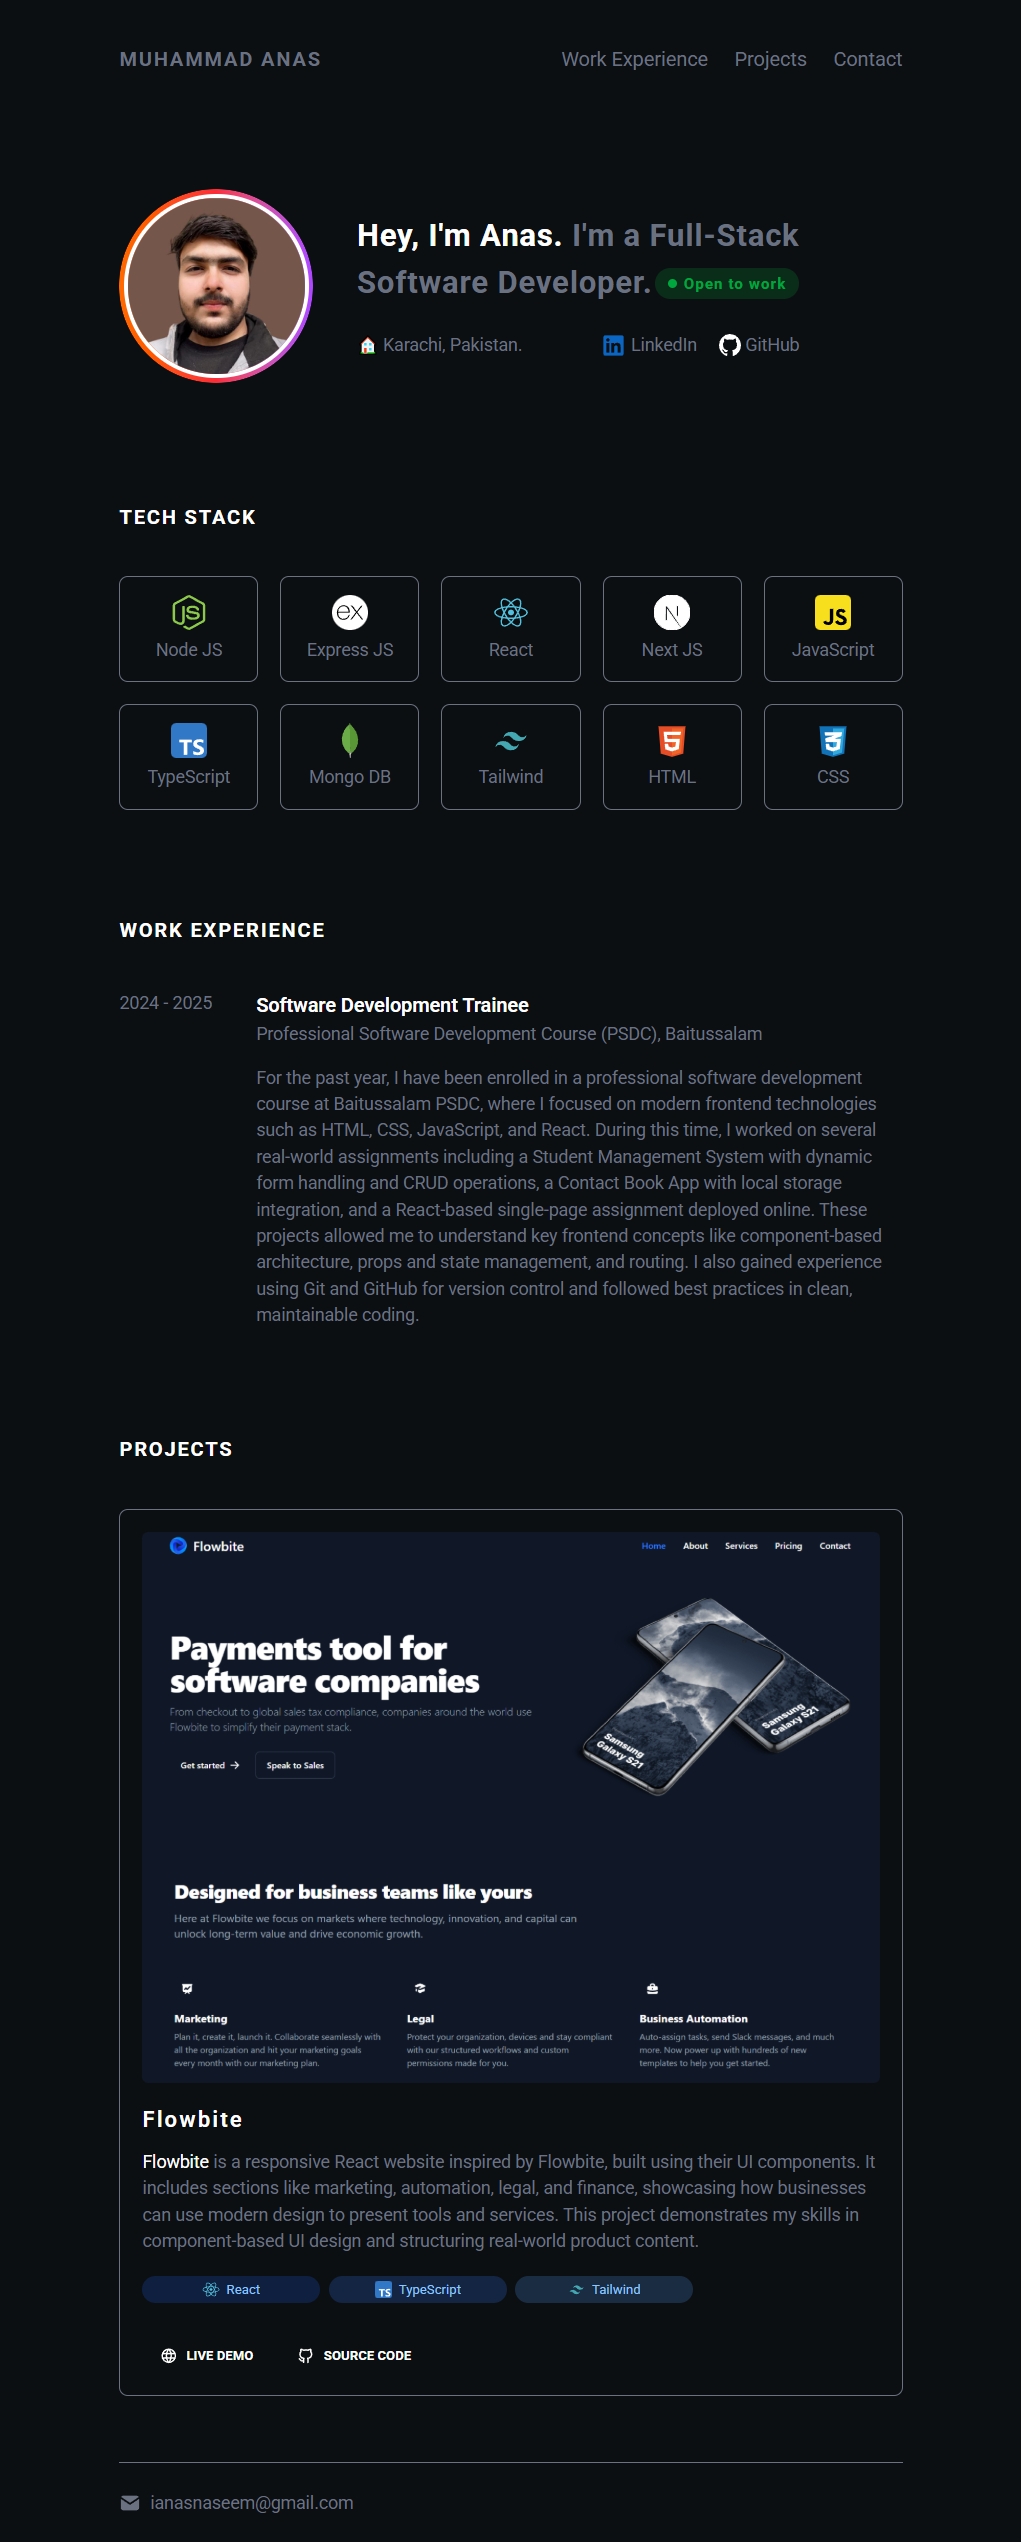 MUHAMMAD ANAS
Work Experience Projects Contact
Hey, I'm Anas. I'm a Full-Stack
Software Developer. Open to work
Karachi, Pakistan. LinkedIn GitHub
TECH STACK
JS ex N JS
Node JS Express JS React Next JS JavaScript
TS 5 3
TypeScript Mongo DB Tailwind HTML CSS
WORK EXPERIENCE
2024 - 2025
Software Development Trainee
Professional Software Development Course (PSDC), Baitussalam
For the past year, I have been enrolled in a professional software development
course at Baitussalam PSDC, where I focused on modern frontend technologies
such as HTML, CSS, JavaScript, and React. During this time, I worked on several
real-world assignments including a Student Management System with dynamic
form handling and CRUD operations, a Contact Book App with local storage
integration, and a React-based single-page assignment deployed online. These
projects allowed me to understand key frontend concepts like component-based
architecture, props and state management, and routing. I also gained experience
using Git and GitHub for version control and followed best practices in clean,
maintainable coding.
PROJECTS
Flowbite
Home About Services Pricing Contact
Payments tool for
software companies
From checkout to global sales tax compliance, companies around the world use
Flowbite to simplify their payment stack.
Get started → Speak to Sales
Samsung
Galaxy S21
Samsung
Galaxy S21
Designed for business teams like yours
Here at Flowbite we focus on markets where technology, innovation, and capital can
unlock long-term value and drive economic growth.
Marketing
Plan it, create it, launch it. Collaborate seamlessly with
all the organization and hit your marketing goals
every month with our marketing plan.
Legal
Protect your organization, devices and stay compliant
with our structured workflows and custom
permissions made for you.
Business Automation
Auto-assign tasks, send Slack messages, and much
more. Now power up with hundreds of new
templates to help you get started.
Flowbite
Flowbite is a responsive React website inspired by Flowbite, built using their UI components. It
includes sections like marketing, automation, legal, and finance, showcasing how businesses
can use modern design to present tools and services. This project demonstrates my skills in
component-based UI design and structuring real-world product content.
React TS TypeScript Tailwind
LIVE DEMO SOURCE CODE
ianasnaseem@gmail.com